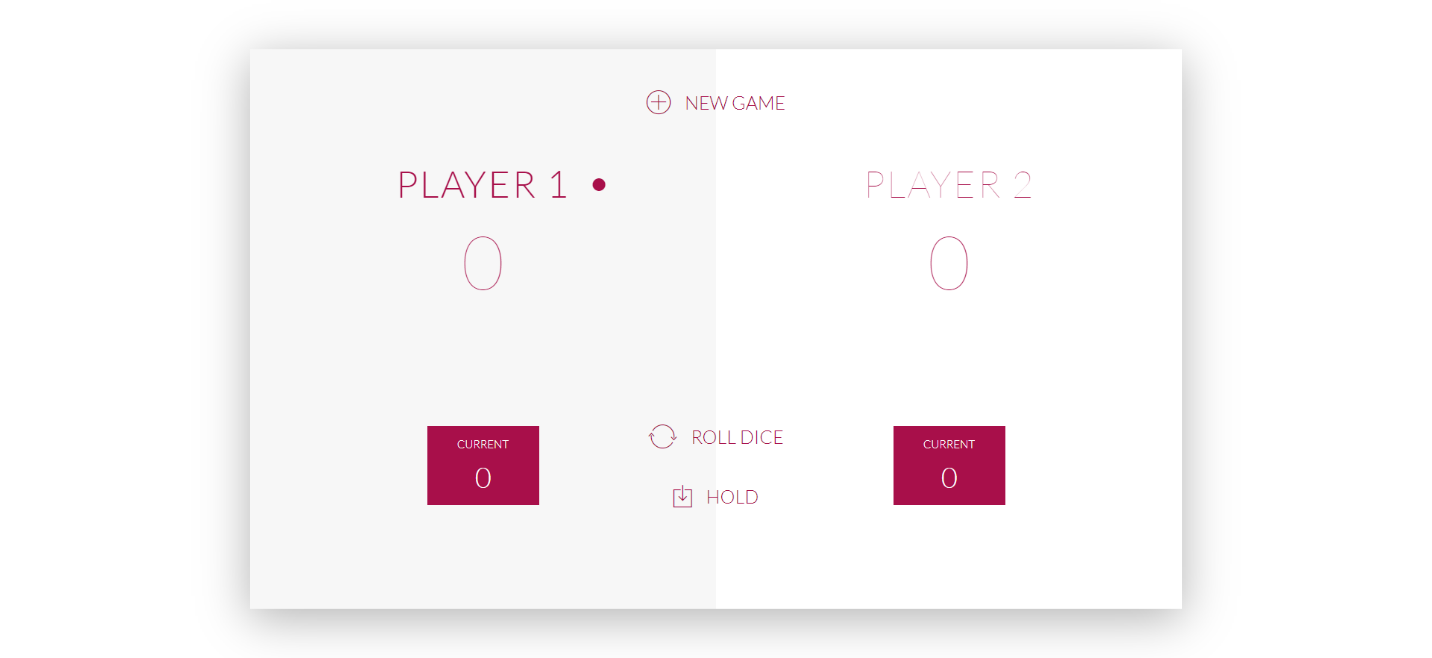 NEW GAME
PLAYER 1
PLAYER 2
0
0
CURRENT
0
ROLL DICE
HOLD
CURRENT
0